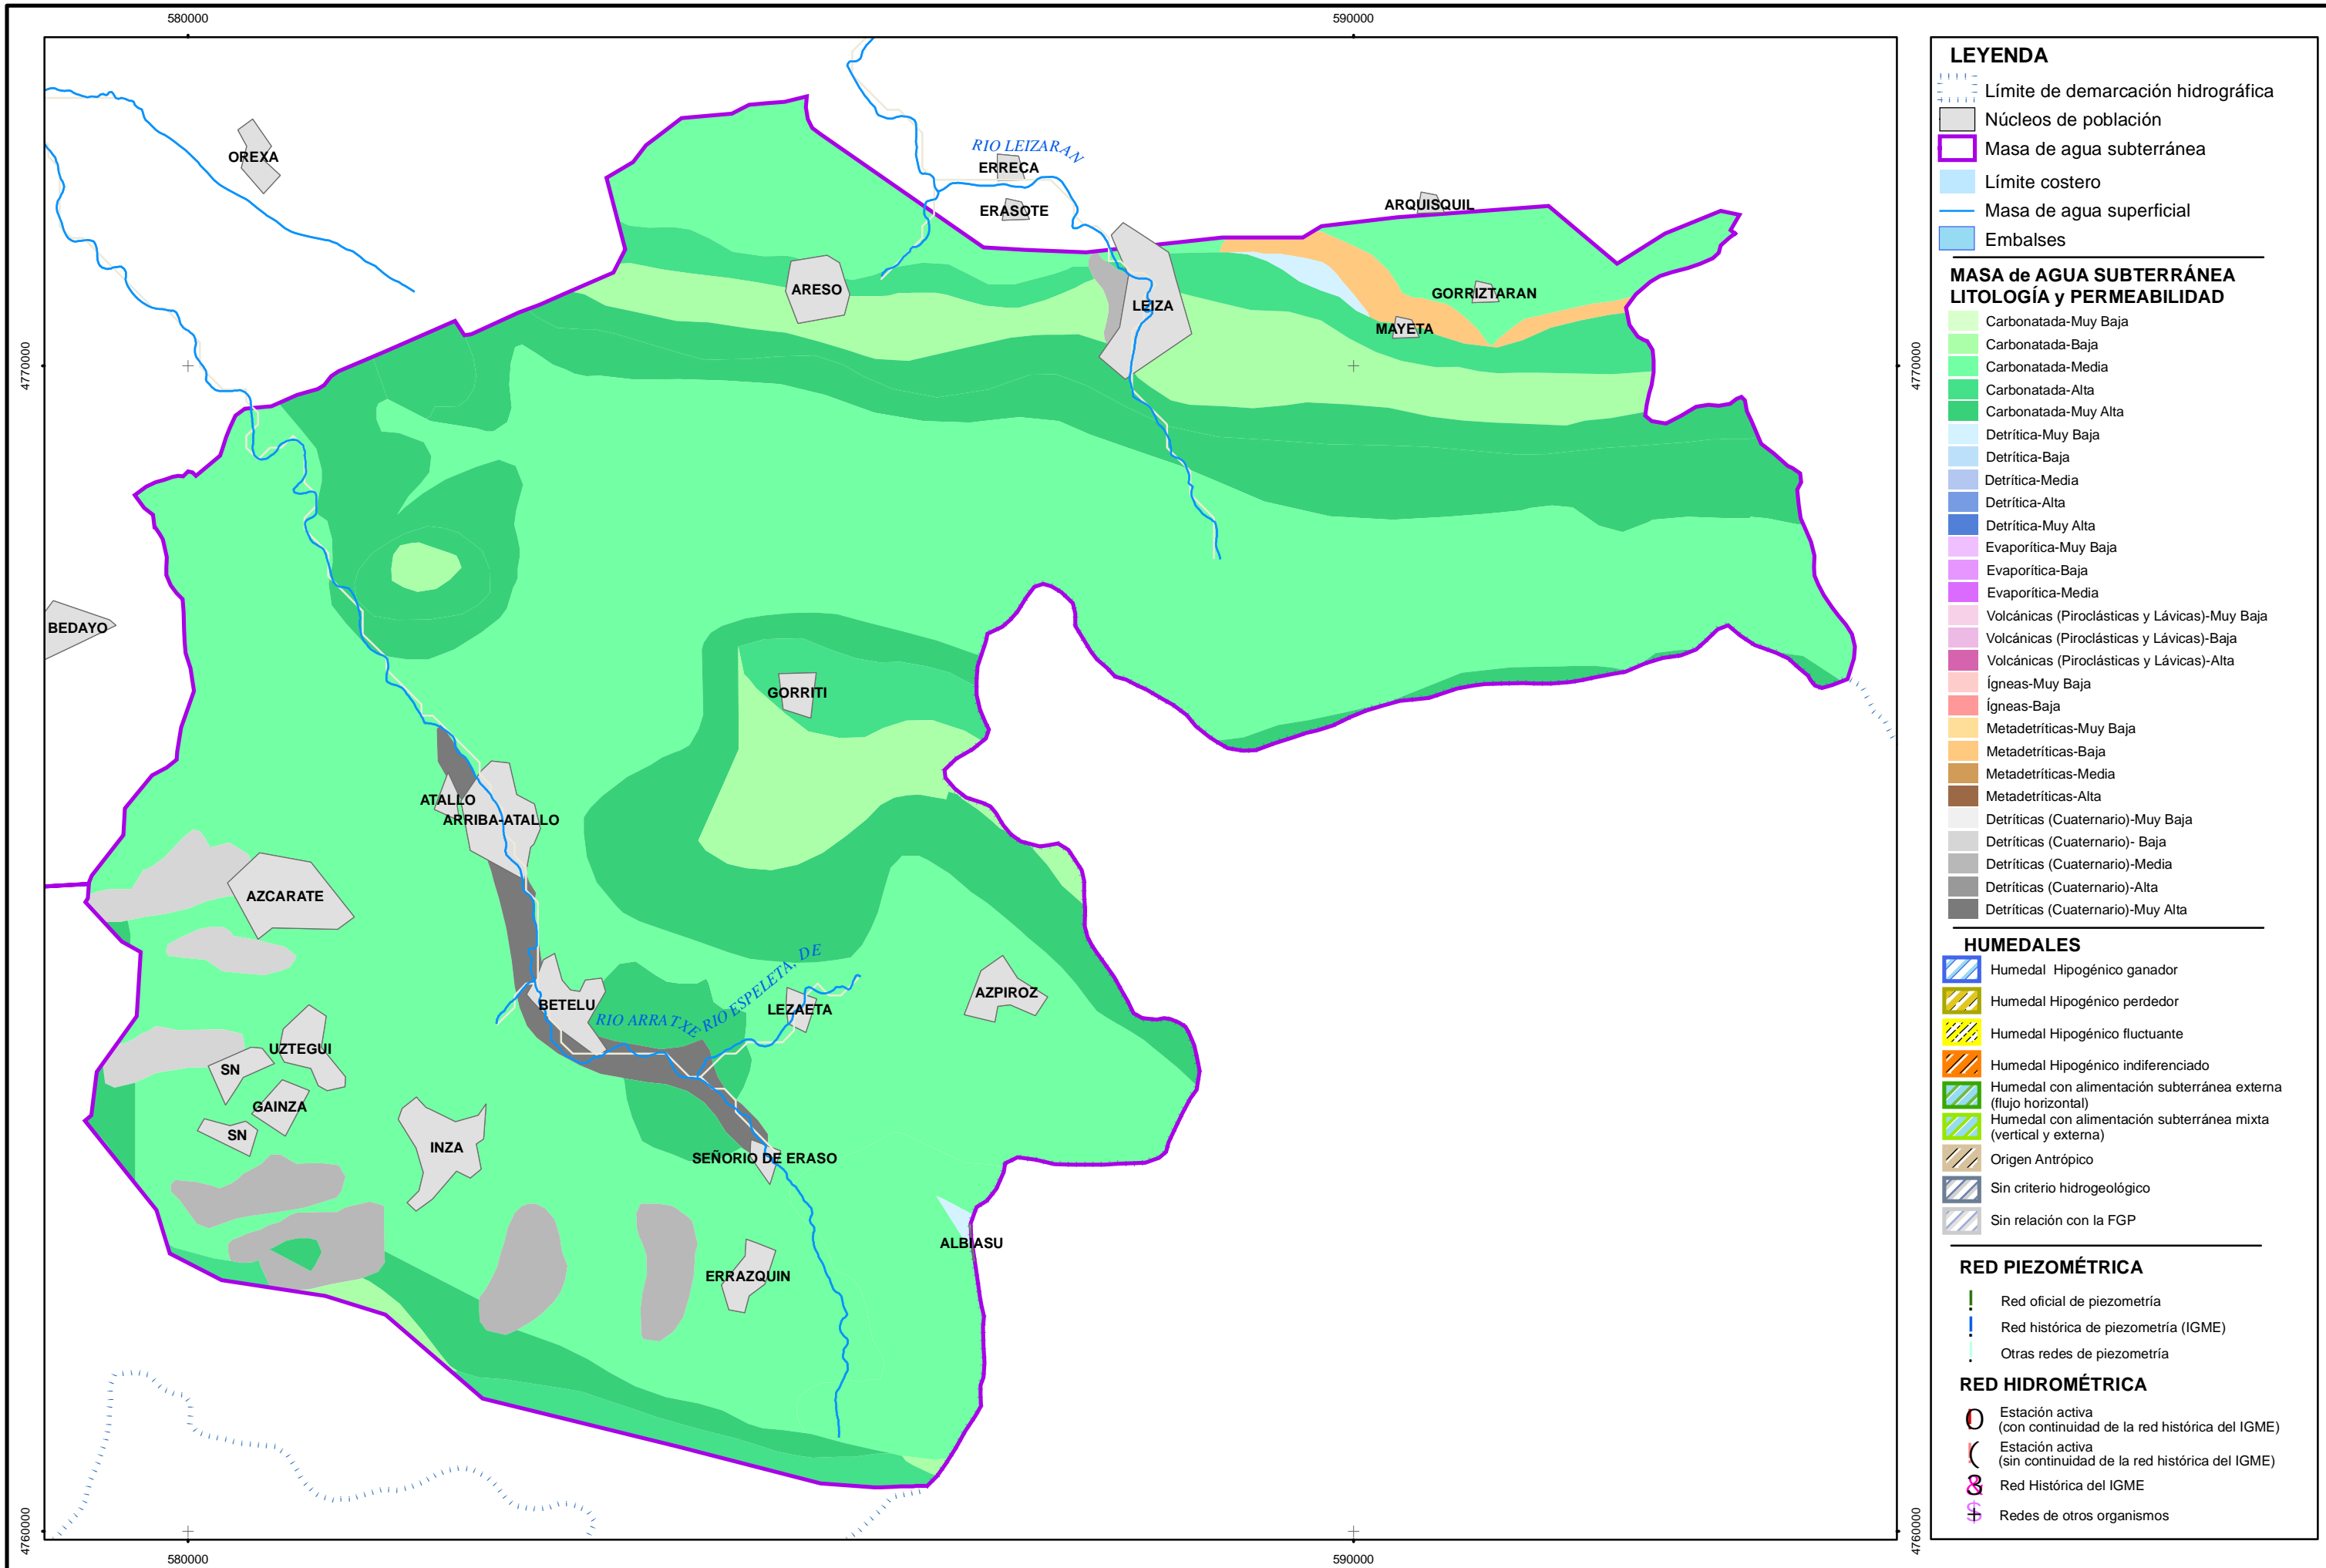 580000
590000
4770000
4760000
4770000
4760000
580000
590000
OREXA
RIO LEIZARAN
ERRECA
ERASOTE
ARQUISQUIL
ARESO
LEIZA
GORRIZTARAN
MAYETA
BEDAYO
GORRITI
ATALLO
ARRIBA-ATALLO
AZCARATE
BETELU
RIO ARRATXE
RIO ESPELETA, DE
LEZAETA
AZPIROZ
UZTEGUI
SN
GAINZA
SN
INZA
SEÑORIO DE ERASO
ALBIASU
ERRAZQUIN
LEYENDA
Límite de demarcación hidrográfica
Núcleos de población
Masa de agua subterránea
Límite costero
Masa de agua superficial
Embalses
MASA de AGUA SUBTERRÁNEA
LITOLOGÍA y PERMEABILIDAD
Carbonatada-Muy Baja
Carbonatada-Baja
Carbonatada-Media
Carbonatada-Alta
Carbonatada-Muy Alta
Detrítica-Muy Baja
Detrítica-Baja
Detrítica-Media
Detrítica-Alta
Detrítica-Muy Alta
Evaporítica-Muy Baja
Evaporítica-Baja
Evaporítica-Media
Volcánicas (Piroclásticas y Lávicas)-Muy Baja
Volcánicas (Piroclásticas y Lávicas)-Baja
Volcánicas (Piroclásticas y Lávicas)-Alta
Ígneas-Muy Baja
Ígneas-Baja
Metadetríticas-Muy Baja
Metadetríticas-Baja
Metadetríticas-Media
Metadetríticas-Alta
Detríticas (Cuaternario)-Muy Baja
Detríticas (Cuaternario)- Baja
Detríticas (Cuaternario)-Media
Detríticas (Cuaternario)-Alta
Detríticas (Cuaternario)-Muy Alta
HUMEDALES
Humedal Hipogénico ganador
Humedal Hipogénico perdedor
Humedal Hipogénico fluctuante
Humedal Hipogénico indiferenciado
Humedal con alimentación subterránea externa
(flujo horizontal)
Humedal con alimentación subterránea mixta
(vertical y externa)
Origen Antrópico
Sin criterio hidrogeológico
Sin relación con la FGP
RED PIEZOMÉTRICA
! Red oficial de piezometría
! Red histórica de piezometría (IGME)
! Otras redes de piezometría
RED HIDROMÉTRICA
Estación activa
(con continuidad de la red histórica del IGME)
Estación activa
(sin continuidad de la red histórica del IGME)
Red Histórica del IGME
Redes de otros organismos